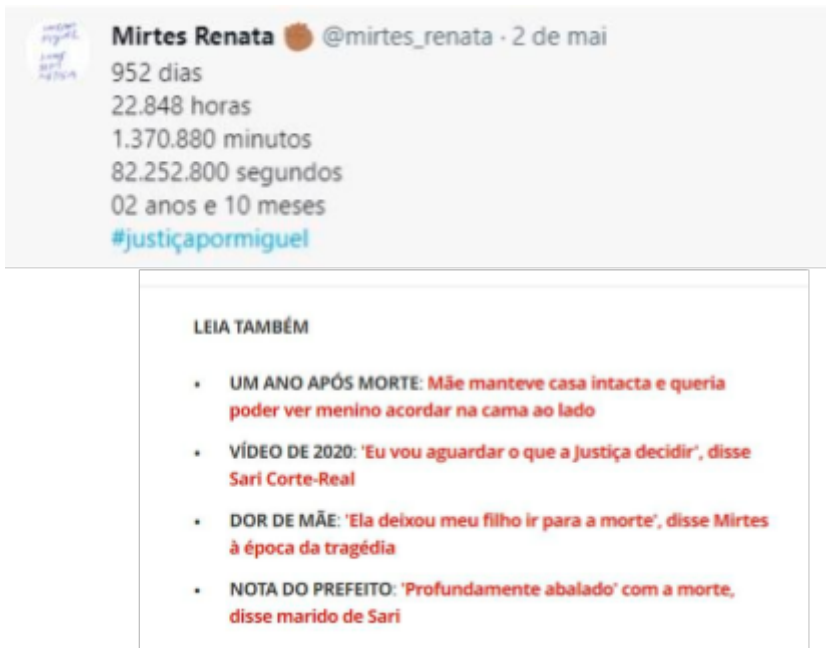 Mirtes Renata @mirtes_renata · 2 de mai
952 dias
22.848 horas
1.370.880 minutos
82.252.800 segundos
02 anos e 10 meses
#justiçapormiguel
LEIA TAMBÉM
• UM ANO APÓS MORTE: Mãe manteve casa intacta e queria
poder ver menino acordar na cama ao lado
• VÍDEO DE 2020: 'Eu vou aguardar o que a Justiça decidir', disse
Sari Corte-Real
• DOR DE MÃE: 'Ela deixou meu filho ir para a morte', disse Mirtes
à época da tragédia
• NOTA DO PREFEITO: 'Profundamente abalado' com a morte,
disse marido de Sari